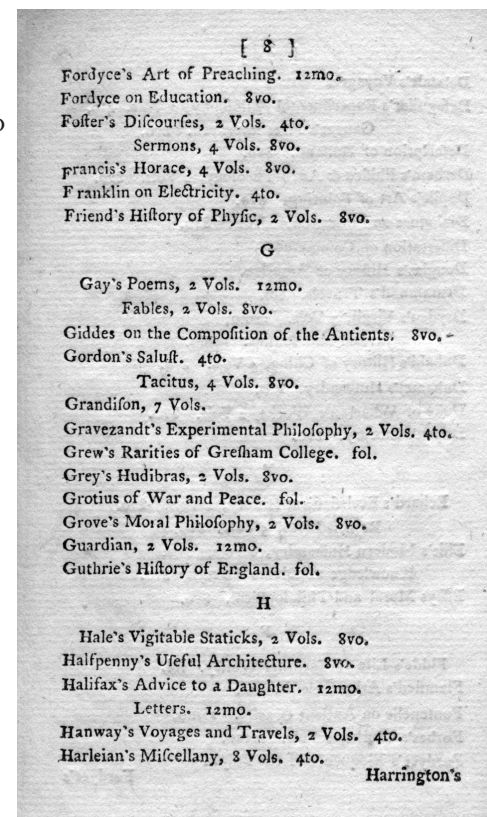 [ 8 ]
Fordyce's Art of Preaching. 12mo.
Fordyce on Education. 8vo.
Foſter's Diſcourſes, 2 Vols. 4to.
Sermons, 4 Vols. 8vo.
Francis's Horace, 4 Vols. 8vo.
Franklin on Electricity. 4to.
Friend's Hiſtory of Phyſic, 2 Vols. 8vo.
G
Gay's Poems, 2 Vols. 12mo.
Fables, 2 Vols. 8vo.
Giddes on the Compoſition of the Antients. 8vo.
Gordon's Saluſt. 4to.
Tacitus, 4 Vols. 8vo.
Grandiſon, 7 Vols.
Gravezandt's Experimental Philoſophy, 2 Vols. 4to.
Grew's Rarities of Greſham College. fol.
Grey's Hudibras, 2 Vols. 8vo.
Grotius of War and Peace. fol.
Grove's Moral Philoſophy, 2 Vols. 8vo.
Guardian, 2 Vols. 12mo.
Guthrie's Hiſtory of England. fol.
H
Hale's Vigitable Staticks, 2 Vols. 8vo.
Halfpenny's Uſeful Architecture. 8vo.
Halifax's Advice to a Daughter. 12mo.
Letters. 12mo.
Hanway's Voyages and Travels, 2 Vols. 4to.
Harleian's Miſcellany, 8 Vols. 4to.
Harrington's